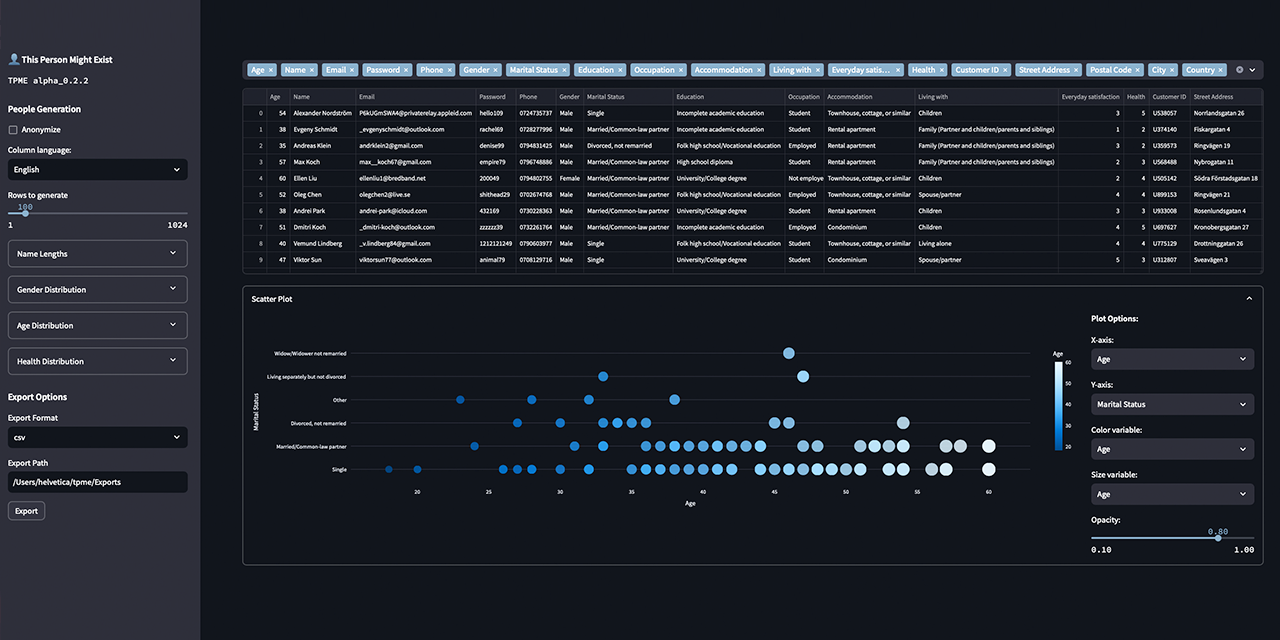 This Person Might Exist
TPME alpha_0.2.2
People Generation
Anonymize
Column language:
English
Rows to generate
100
1 1024
Name Lengths
Gender Distribution
Age Distribution
Health Distribution
Export Options
Export Format
csv
Export Path
/Users/helvetica/tpme/Exports
Export
Age × Name × Email × Password × Phone × Gender × Marital Status × Education × Occupation × Accommodation × Living with × Everyday satis... × Health × Customer ID × Street Address × Postal Code × City × Country ×
Age Name Email Password Phone Gender Marital Status Education Occupation Accommodation Living with Everyday satisfaction Health Customer ID Street Address
0 54 Alexander Nordström P6kUGmSWA4@privaterelay.appleid.com hello109 0724735737 Male Single Incomplete academic education Student Townhouse, cottage, or similar Children 3 5 U538057 Norrlandsgatan 26
1 38 Evgeny Schmidt _evgenyschmidt@outlook.com rachel69 0728277996 Male Married/Common-law partner Incomplete academic education Student Rental apartment Family (Partner and children/parents and siblings) 1 2 U374140 Fiskargatan 4
2 35 Andreas Klein andrklein2@gmail.com denise99 0794831425 Male Divorced, not remarried Folk high school/Vocational education Employed Rental apartment Family (Partner and children/parents and siblings) 3 2 U359573 Ringvägen 19
3 57 Max Koch max__koch67@gmail.com empire79 0796748886 Male Married/Common-law partner High school diploma Student Rental apartment Family (Partner and children/parents and siblings) 3 2 U568488 Nybrogatan 11
4 60 Ellen Liu ellenliu1@bredband.net 200049 0794802755 Female Married/Common-law partner University/College degree Not employe Townhouse, cottage, or similar Children 2 4 U505142 Södra Förstadsgatan 18
5 52 Oleg Chen olegchen2@live.se shithead29 0702674768 Male Married/Common-law partner Folk high school/Vocational education Employed Townhouse, cottage, or similar Spouse/partner 4 4 U899153 Ringvägen 21
6 38 Andrei Park andrei-park@icloud.com 432169 0730228363 Male Married/Common-law partner University/College degree Student Rental apartment Children 3 4 U933008 Rosenlundsgatan 4
7 51 Dmitri Koch _dmitri-koch@outlook.com zzzzzz39 0732261764 Male Married/Common-law partner Incomplete academic education Employed Condominium Children 4 5 U697627 Kronobergsgatan 27
8 40 Vemund Lindberg _v.lindberg84@gmail.com 1212121249 0790603977 Male Single Folk high school/Vocational education Student Townhouse, cottage, or similar Living alone 4 4 U775129 Drottninggatan 26
9 47 Viktor Sun viktorsun77@outlook.com animal79 0708129716 Male Single University/College degree Student Condominium Spouse/partner 5 3 U312807 Sveavägen 3
Scatter Plot
Marital Status
Widow/Widower not remarried
Living separately but not divorced
Other
Divorced, not remarried
Married/Common-law partner
Single
20 25 30 35 40 45 50 55 60
Age
Age
60
50
40
30
20
Plot Options:
X-axis:
Age
Y-axis:
Marital Status
Color variable:
Age
Size variable:
Age
Opacity:
0.80
0.10 1.00